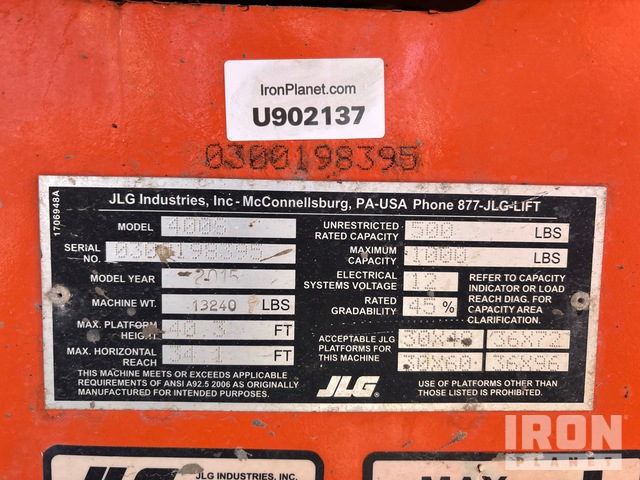 IronPlanet.com
U902137
0300198395
1706948A
JLG Industries, Inc - McConnellsburg, PA-USA Phone 877-JLG-LIFT
MODEL 400S
SERIAL NO. 0300198395
MODEL YEAR 2015
MACHINE WT. 13240 LBS
MAX. PLATFORM HEIGHT 40 3 FT
MAX. HORIZONTAL REACH 34 1 FT
THIS MACHINE MEETS OR EXCEEDS APPLICABLE
REQUIREMENTS OF ANSI A92.5 2006 AS ORIGINALLY
MANUFACTURED FOR INTENDED PURPOSES.
UNRESTRICTED
RATED CAPACITY 500 LBS
MAXIMUM
CAPACITY 1000 LBS
ELECTRICAL
SYSTEMS VOLTAGE 12
RATED
GRADABILITY 45 %
REFER TO CAPACITY
INDICATOR OR LOAD
REACH DIAG. FOR
CAPACITY AREA
CLARIFICATION.
ACCEPTABLE JLG
PLATFORMS FOR
THIS MACHINE
36X72
JLG
USE OF PLATFORMS OTHER THAN
THOSE LISTED IS PROHIBITED.
JLG INDUSTRIES, INC.
JLG
MAX
IRON
PLANET